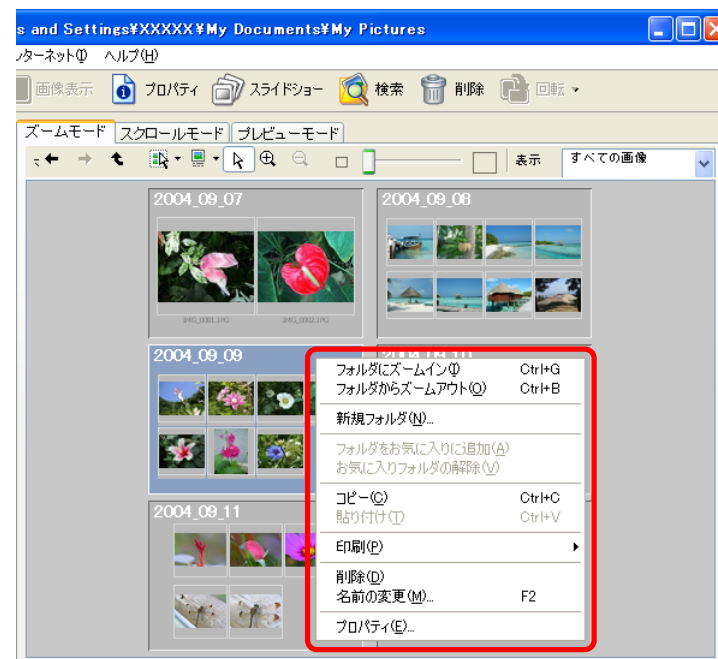 s and Settings¥XXXXX¥My Documents¥My Pictures
ンターネット(I) ヘルプ(H)
画像表示 プロパティ スライドショー 検索 削除 回転
ズームモード スクロールモード プレビューモード
表示 すべての画像
2004_09_07 2004_09_08
IMG_0001.JPG IMG_0002.JPG
2004_09_09
フォルダにズームイン(I) Ctrl+G
フォルダからズームアウト(O) Ctrl+B
新規フォルダ(N)...
フォルダをお気に入りに追加(A)
お気に入りフォルダの解除(V)
コピー(C) Ctrl+C
貼り付け(T) Ctrl+V
2004_09_11
印刷(P)
削除(D)
名前の変更(M)... F2
プロパティ(E)...